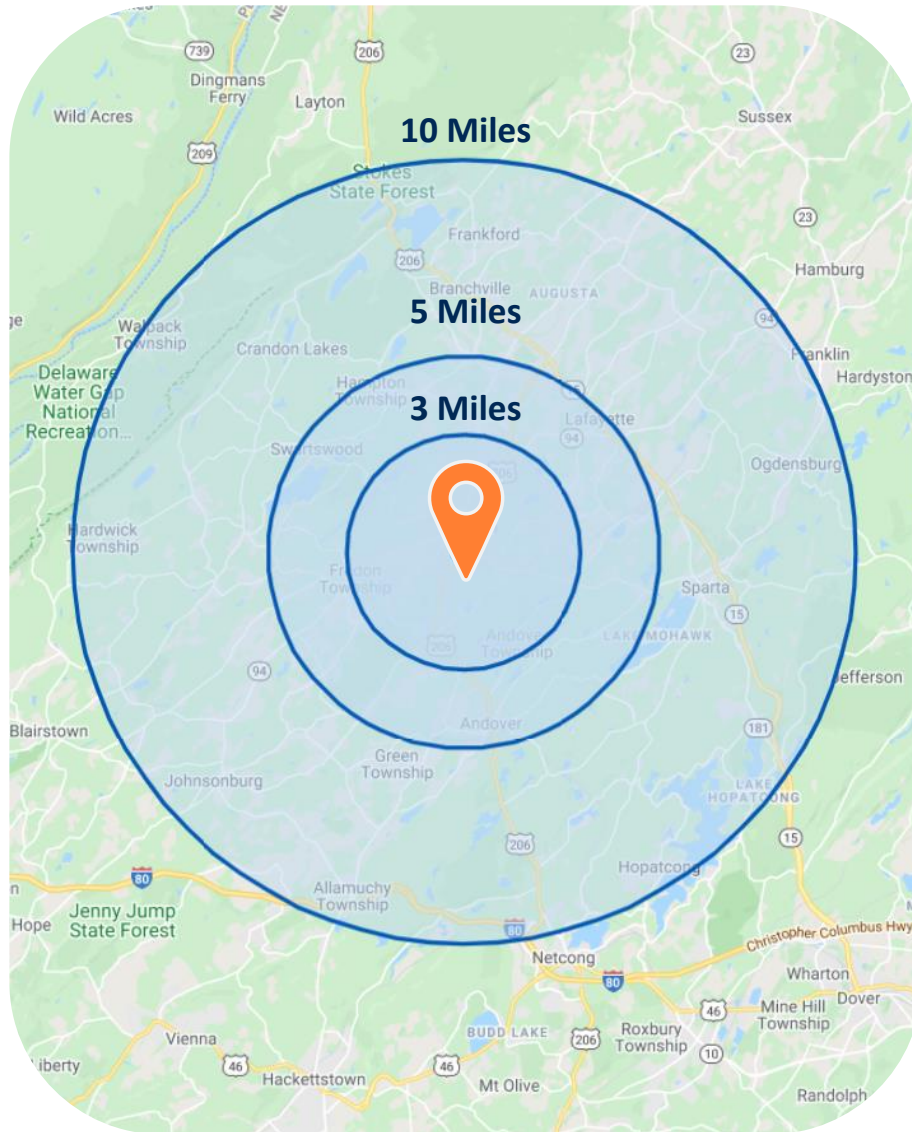 739
206
23
Dingmans
Ferry
Layton
Wild Acres
Sussex
10 Miles
209
Stokes
State Forest
23
Frankford
206
Hamburg
Branchville
AUGUSTA
5 Miles
94
Walpack
Township
Crandon Lakes
Franklin
Delaware
Water Gap
National
Recreation...
Hardyston
Hampton
Township
3 Miles
Lafayette
94
Swartswood
206
Ogdensburg
Hardwick
Township
Fredon
Township
Sparta
15
206
Andover
Township
LAKE MOHAWK
94
Jefferson
Blairstown
Andover
181
Green
Township
Johnsonburg
LAKE
HOPATCONG
15
206
Hopatcong
80
Allamuchy
Township
Hope
Jenny Jump
State Forest
80
Christopher Columbus Hwy
Netcong
80
Wharton
46
Mine Hill
Township
Dover
Vienna
BUDD LAKE
206
Roxbury
Township
10
Liberty
46
46
Hackettstown
Mt Olive
Randolph